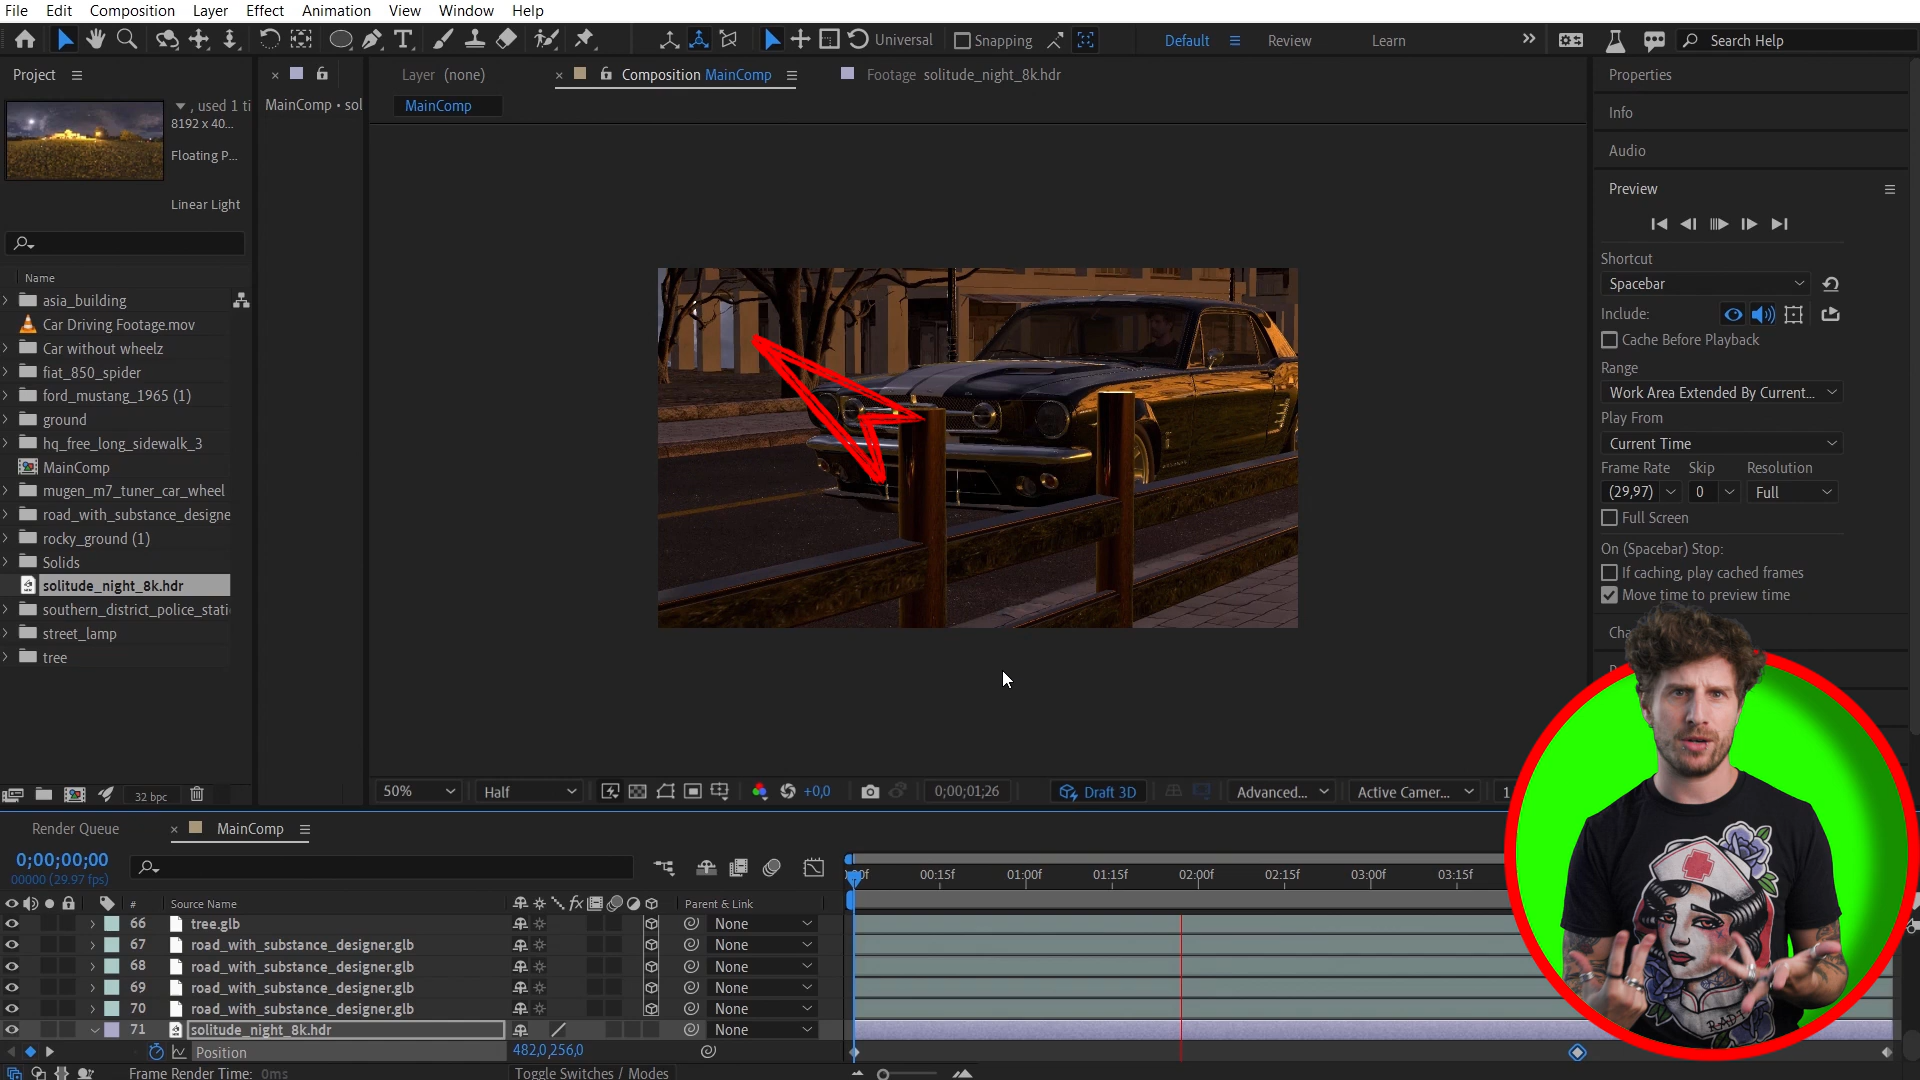 File Edit Composition Layer Effect Animation View Window Help
Universal Snapping Default Review Learn Search Help
Project
MainComp • sol
Layer (none)
Composition MainComp
Footage solitude_night_8k.hdr
MainComp
, used 1 ti
8192 x 40...
Floating P...
Linear Light
Name
asia_building
Car Driving Footage.mov
Car without wheelz
fiat_850_spider
ford_mustang_1965 (1)
ground
hq_free_long_sidewalk_3
MainComp
mugen_m7_tuner_car_wheel
road_with_substance_designe
rocky_ground (1)
Solids
solitude_night_8k.hdr
southern_district_police_stati
street_lamp
tree
32 bpc
50% Half +0,0 0;00;01;26 Draft 3D Advanced... Active Camer... 1
Properties
Info
Audio
Preview
Shortcut
Spacebar
Include:
Cache Before Playback
Range
Work Area Extended By Current...
Play From
Current Time
Frame Rate Skip Resolution
(29,97) 0 Full
Full Screen
On (Spacebar) Stop:
If caching, play cached frames
Move time to preview time
Render Queue MainComp
0;00;00;00
00000 (29.97 fps)
00:15f 01:00f 01:15f 02:00f 02:15f 03:00f 03:15f
# Source Name Parent & Link
66 tree.glb None
67 road_with_substance_designer.glb None
68 road_with_substance_designer.glb None
69 road_with_substance_designer.glb None
70 road_with_substance_designer.glb None
71 solitude_night_8k.hdr None
Position 482,0,256,0
Frame Render Time: 0ms Toggle Switches / Modes